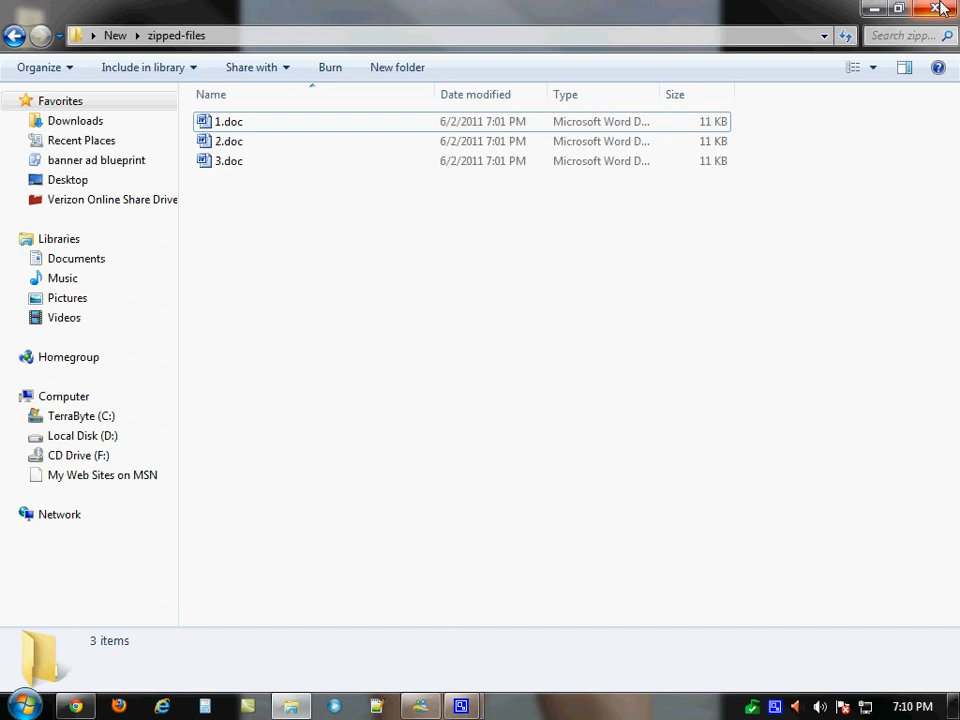 New zipped-files
Search zipp...
Organize Include in library Share with Burn New folder
Name Date modified Type Size
1.doc 6/2/2011 7:01 PM Microsoft Word D... 11 KB
2.doc 6/2/2011 7:01 PM Microsoft Word D... 11 KB
3.doc 6/2/2011 7:01 PM Microsoft Word D... 11 KB
Favorites
Downloads
Recent Places
banner ad blueprint
Desktop
Verizon Online Share Drive
Libraries
Documents
Music
Pictures
Videos
Homegroup
Computer
TerraByte (C:)
Local Disk (D:)
CD Drive (F:)
My Web Sites on MSN
Network
3 items
7:10 PM